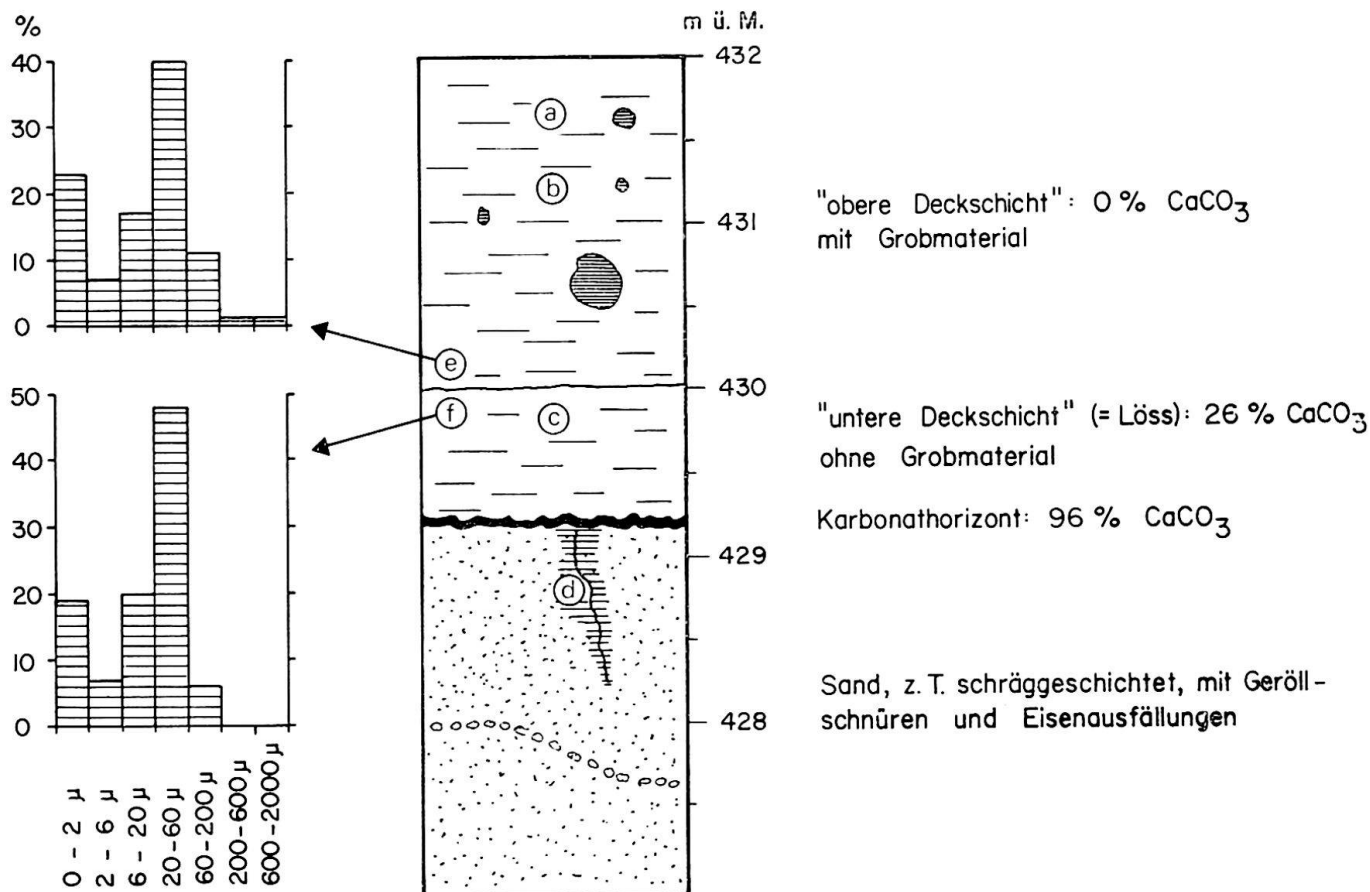 %
40
30
20
10
0
50
40
30
20
10
0
0 - 2 µ
2 - 6 µ
6 - 20 µ
20 - 60 µ
60 - 200 µ
200 - 600 µ
600 - 2000 µ
m ü. M.
432
431
430
429
428
a
b
e
f
c
d
"obere Deckschicht": 0 % CaCO3
mit Grobmaterial
"untere Deckschicht" (= Löss): 26 % CaCO3
ohne Grobmaterial
Karbonathorizont: 96 % CaCO3
Sand, z. T. schräggeschichtet, mit Geröll-
schnüren und Eisenausfällungen